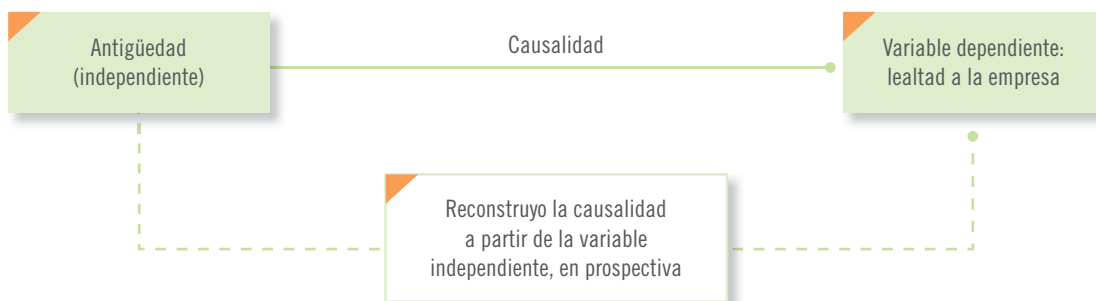 Antigüedad
(independiente)
Causalidad
Variable dependiente:
lealtad a la empresa
Reconstruyo la causalidad
a partir de la variable
independiente, en prospectiva